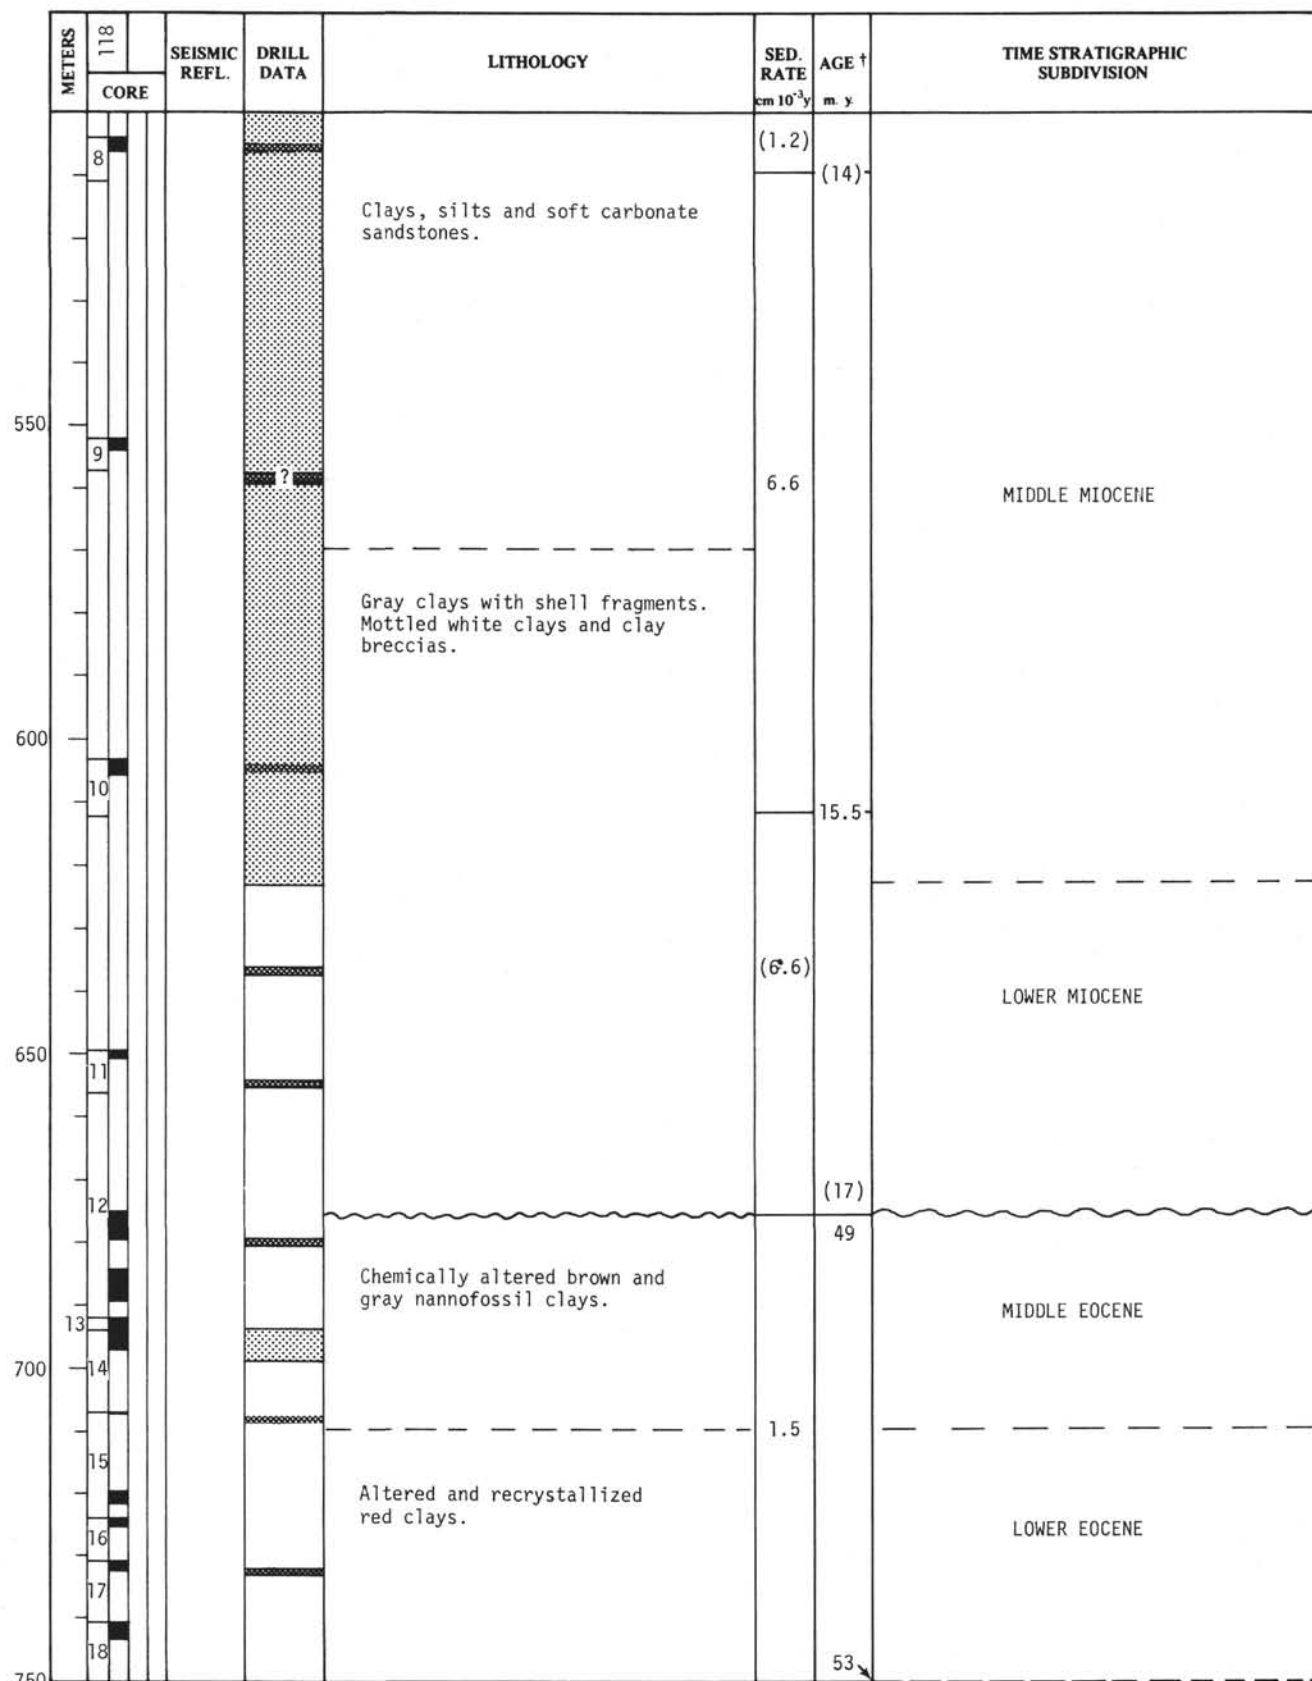 METERS
118
CORE
SEISMIC
REFL.
DRILL
DATA
LITHOLOGY
SED.
RATE
cm 10⁻³y
AGE †
m. y.
TIME STRATIGRAPHIC
SUBDIVISION
8
(1.2)
(14)
Clays, silts and soft carbonate
sandstones.
550
9
?
6.6
MIDDLE MIOCENE
Gray clays with shell fragments.
Mottled white clays and clay
breccias.
600
10
15.5
(6.6)
LOWER MIOCENE
650
11
12
(17)
49
Chemically altered brown and
gray nannofossil clays.
MIDDLE EOCENE
13
700
14
1.5
15
Altered and recrystallized
red clays.
16
LOWER EOCENE
17
18
53
750